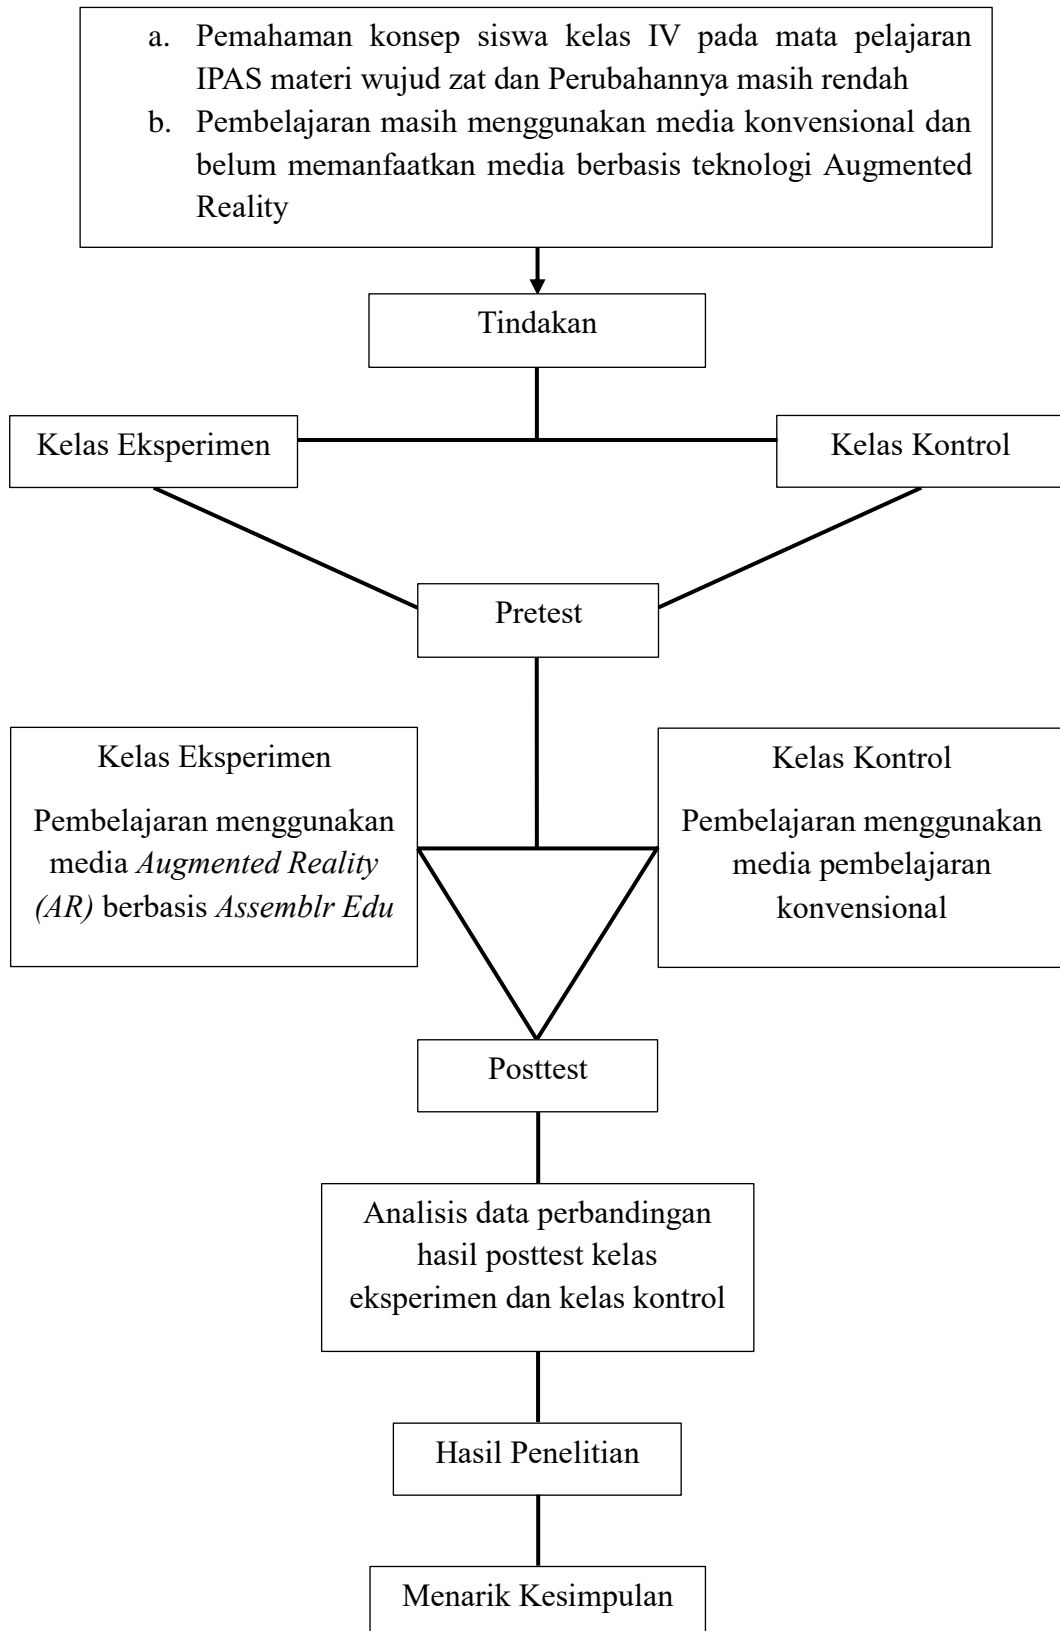 a. Pemahaman konsep siswa kelas IV pada mata pelajaran
IPAS materi wujud zat dan Perubahannya masih rendah
b. Pembelajaran masih menggunakan media konvensional dan
belum memanfaatkan media berbasis teknologi Augmented
Reality
Tindakan
Kelas Eksperimen
Kelas Kontrol
Pretest
Kelas Eksperimen
Pembelajaran menggunakan
media Augmented Reality
(AR) berbasis Assemblr Edu
Kelas Kontrol
Pembelajaran menggunakan
media pembelajaran
konvensional
Posttest
Analisis data perbandingan
hasil posttest kelas
eksperimen dan kelas kontrol
Hasil Penelitian
Menarik Kesimpulan